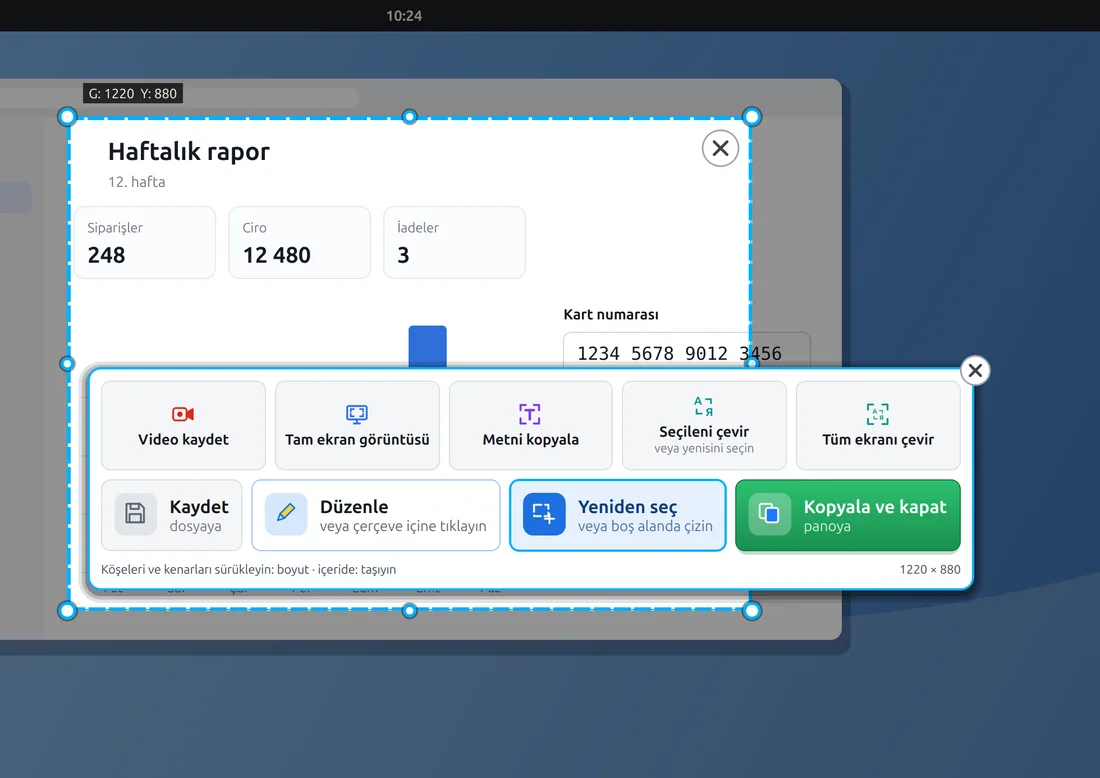 10:24
G: 1220 Y: 880
Haftalık rapor
12. hafta
Siparişler
248
Ciro
12 480
İadeler
3
Kart numarası
1234 5678 9012 3456
Video kaydet
Tam ekran görüntüsü
Metni kopyala
Seçileni çevir
veya yenisini seçin
Tüm ekranı çevir
Kaydet
dosyaya
Düzenle
veya çerçeve içine tıklayın
Yeniden seç
veya boş alanda çizin
Kopyala ve kapat
panoya
Köşeleri ve kenarları sürükleyin: boyut · içeride: taşıyın
1220 × 880